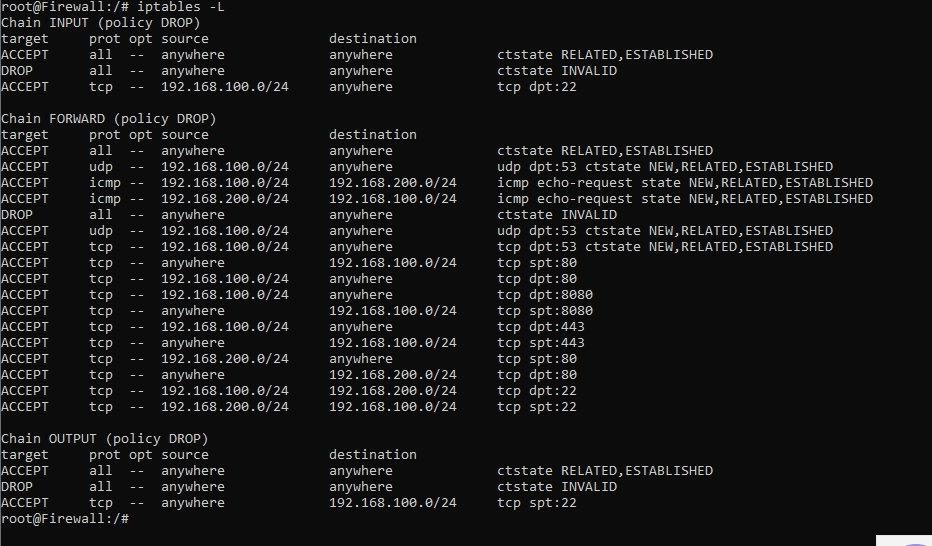 root@Firewall:/# iptables -L
Chain INPUT (policy DROP)
target     prot opt source               destination
ACCEPT     all  --  anywhere             anywhere             ctstate RELATED,ESTABLISHED
DROP       all  --  anywhere             anywhere             ctstate INVALID
ACCEPT     tcp  --  192.168.100.0/24     anywhere             tcp dpt:22

Chain FORWARD (policy DROP)
target     prot opt source               destination
ACCEPT     all  --  anywhere             anywhere             ctstate RELATED,ESTABLISHED
ACCEPT     udp  --  192.168.100.0/24     anywhere             udp dpt:53 ctstate NEW,RELATED,ESTABLISHED
ACCEPT     icmp --  192.168.100.0/24     192.168.200.0/24     icmp echo-request state NEW,RELATED,ESTABLISHED
ACCEPT     icmp --  192.168.200.0/24     192.168.100.0/24     icmp echo-request state NEW,RELATED,ESTABLISHED
DROP       all  --  anywhere             anywhere             ctstate INVALID
ACCEPT     udp  --  192.168.100.0/24     anywhere             udp dpt:53 ctstate NEW,RELATED,ESTABLISHED
ACCEPT     tcp  --  192.168.100.0/24     anywhere             tcp dpt:53 ctstate NEW,RELATED,ESTABLISHED
ACCEPT     tcp  --  anywhere             192.168.100.0/24     tcp spt:80
ACCEPT     tcp  --  192.168.100.0/24     anywhere             tcp dpt:80
ACCEPT     tcp  --  192.168.100.0/24     anywhere             tcp dpt:8080
ACCEPT     tcp  --  anywhere             192.168.100.0/24     tcp spt:8080
ACCEPT     tcp  --  192.168.100.0/24     anywhere             tcp dpt:443
ACCEPT     tcp  --  anywhere             192.168.100.0/24     tcp spt:443
ACCEPT     tcp  --  192.168.200.0/24     anywhere             tcp spt:80
ACCEPT     tcp  --  anywhere             192.168.200.0/24     tcp dpt:80
ACCEPT     tcp  --  192.168.100.0/24     192.168.200.0/24     tcp dpt:22
ACCEPT     tcp  --  192.168.200.0/24     192.168.100.0/24     tcp spt:22

Chain OUTPUT (policy DROP)
target     prot opt source               destination
ACCEPT     all  --  anywhere             anywhere             ctstate RELATED,ESTABLISHED
DROP       all  --  anywhere             anywhere             ctstate INVALID
ACCEPT     tcp  --  anywhere             192.168.100.0/24     tcp spt:22
root@Firewall:/#